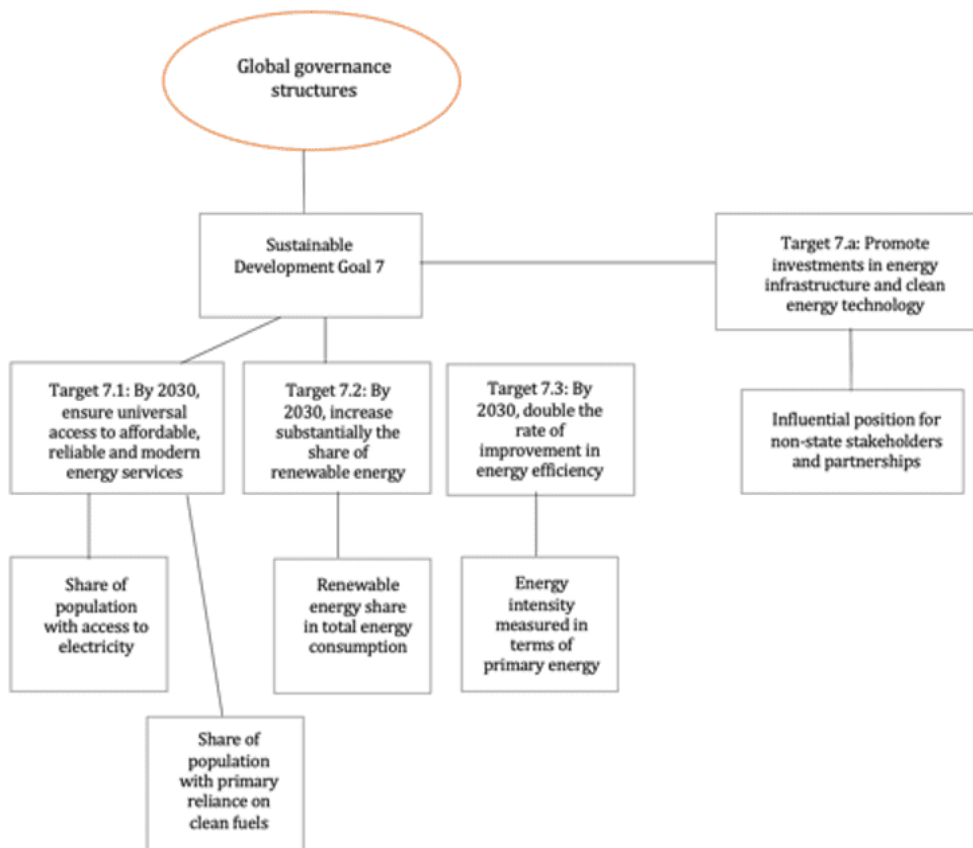 Global governance
structures
Sustainable
Development Goal 7
Target 7.a: Promote
investments in energy
infrastructure and clean
energy technology
Target 7.1: By 2030,
ensure universal
access to affordable,
reliable and modern
energy services
Target 7.2: By
2030, increase
substantially the
share of
renewable energy
Target 7.3: By
2030, double the
rate of
improvement in
energy efficiency
Influential position for
non-state stakeholders
and partnerships
Share of
population
with access to
electricity
Renewable
energy share
in total energy
consumption
Energy
intensity
measured in
terms of
primary energy
Share of
population
with primary
reliance on
clean fuels